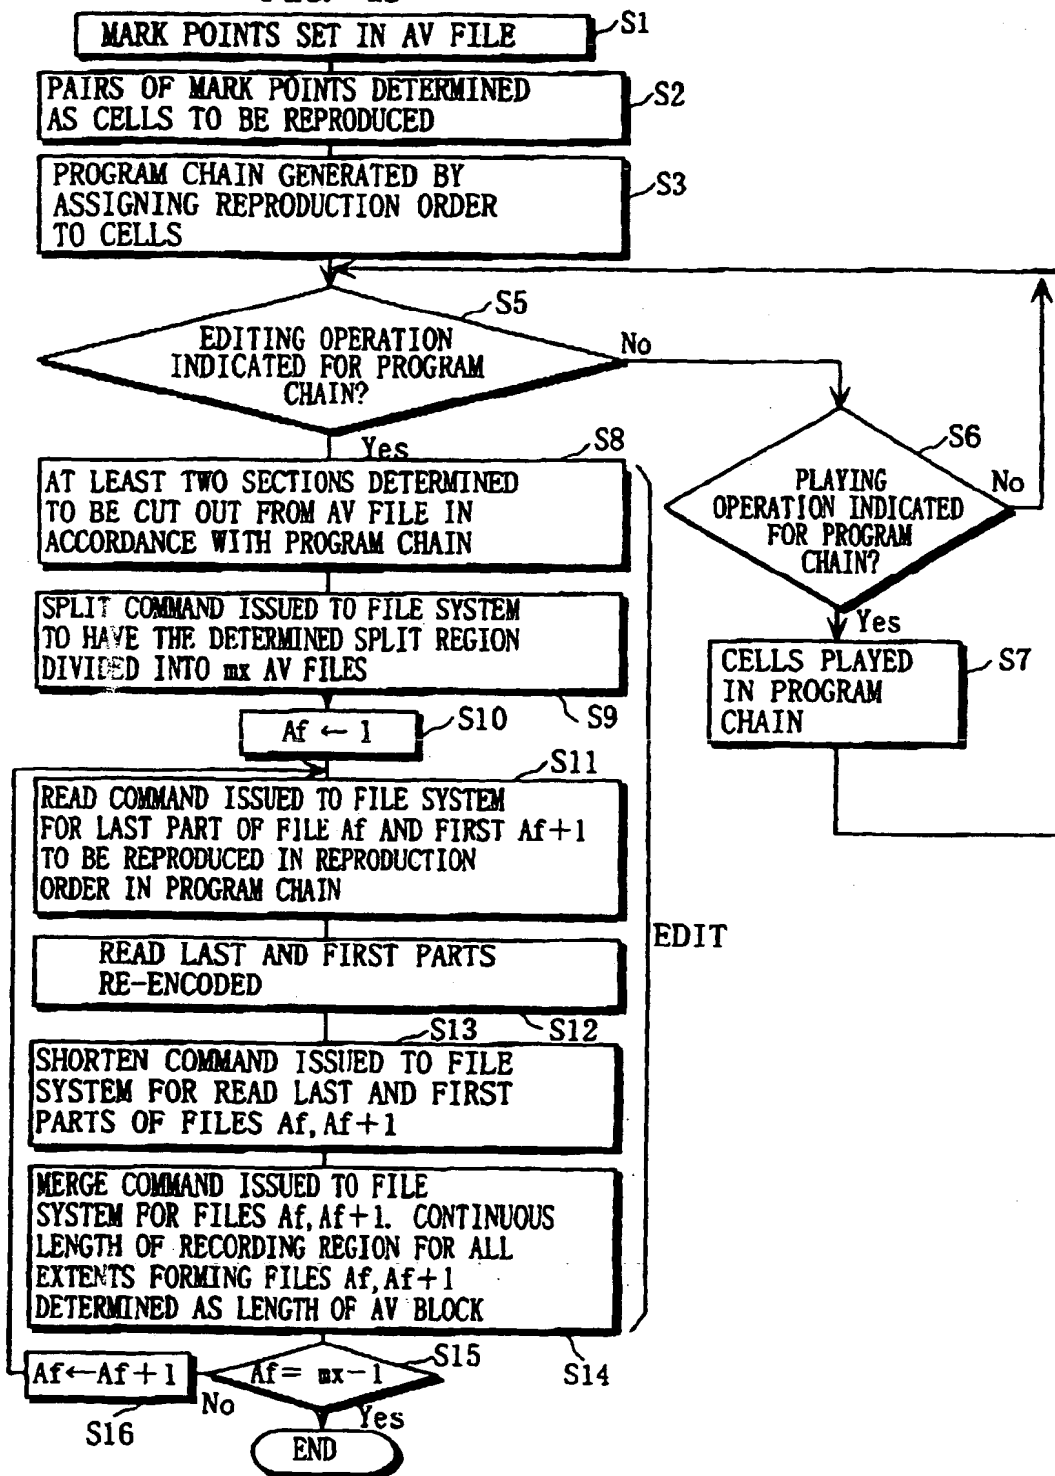 MARK POINTS SET IN AV FILE
S1
PAIRS OF MARK POINTS DETERMINED
AS CELLS TO BE REPRODUCED
S2
PROGRAM CHAIN GENERATED BY
ASSIGNING REPRODUCTION ORDER
TO CELLS
S3
EDITING OPERATION
INDICATED FOR PROGRAM
CHAIN?
S5
No
Yes
PLAYING
OPERATION INDICATED
FOR PROGRAM
CHAIN?
S6
No
Yes
CELLS PLAYED
IN PROGRAM
CHAIN
S7
AT LEAST TWO SECTIONS DETERMINED
TO BE CUT OUT FROM AV FILE IN
ACCORDANCE WITH PROGRAM CHAIN
S8
SPLIT COMMAND ISSUED TO FILE SYSTEM
TO HAVE THE DETERMINED SPLIT REGION
DIVIDED INTO mx AV FILES
S9
Af ← 1
S10
READ COMMAND ISSUED TO FILE SYSTEM
FOR LAST PART OF FILE Af AND FIRST Af+1
TO BE REPRODUCED IN REPRODUCTION
ORDER IN PROGRAM CHAIN
S11
EDIT
READ LAST AND FIRST PARTS
RE-ENCODED
S12
SHORTEN COMMAND ISSUED TO FILE
SYSTEM FOR READ LAST AND FIRST
PARTS OF FILES Af, Af+1
S13
MERGE COMMAND ISSUED TO FILE
SYSTEM FOR FILES Af, Af+1. CONTINUOUS
LENGTH OF RECORDING REGION FOR ALL
EXTENTS FORMING FILES Af, Af+1
DETERMINED AS LENGTH OF AV BLOCK
S14
Af = mx-1
S15
Af←Af+1
No
S16
Yes
END